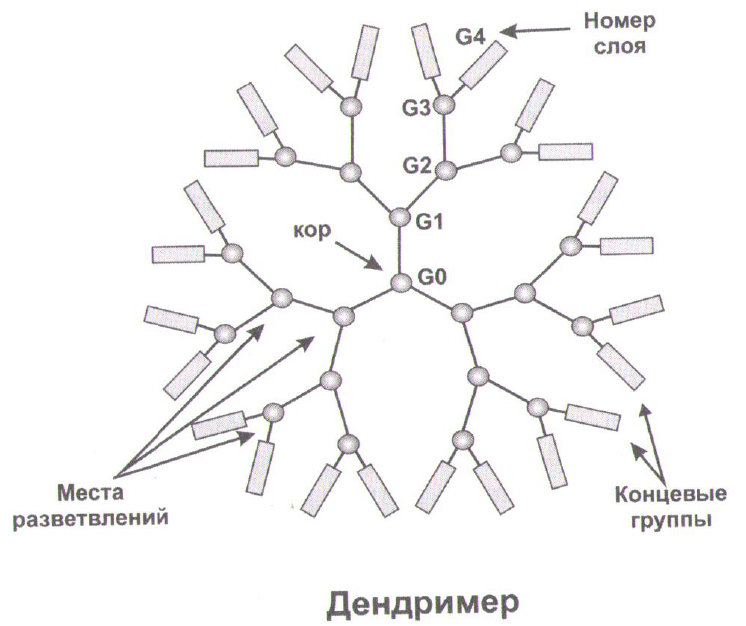 Номер
слоя
G4
G3
G2
G1
кор
G0
Места
разветвлений
Концевые
группы
Дендример